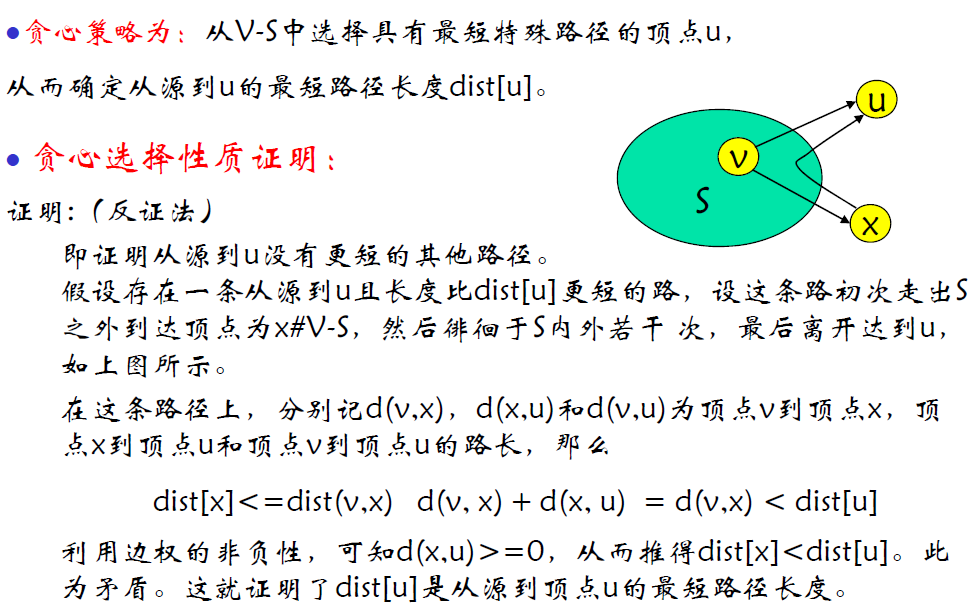 ●贪心策略为：从V-S中选择具有最短特殊路径的顶点u，
从而确定从源到u的最短路径长度dist[u]。
● 贪心选择性质证明：
u
v
S
x
证明：（反证法）
即证明从源到u没有更短的其他路径。
假设存在一条从源到u且长度比dist[u]更短的路，设这条路初次走出S
之外到达顶点为x#V-S，然后徘徊于S内外若干 次，最后离开达到u，
如上图所示。
在这条路径上，分别记d(v,x)，d(x,u)和d(v,u)为顶点v到顶点x，顶
点x到顶点u和顶点v到顶点u的路长，那么
dist[x]<=dist(v,x) d(v, x) + d(x, u) = d(v,x) < dist[u]
利用边权的非负性，可知d(x,u)>=0，从而推得dist[x]<dist[u]。此
为矛盾。这就证明了dist[u]是从源到顶点u的最短路径长度。